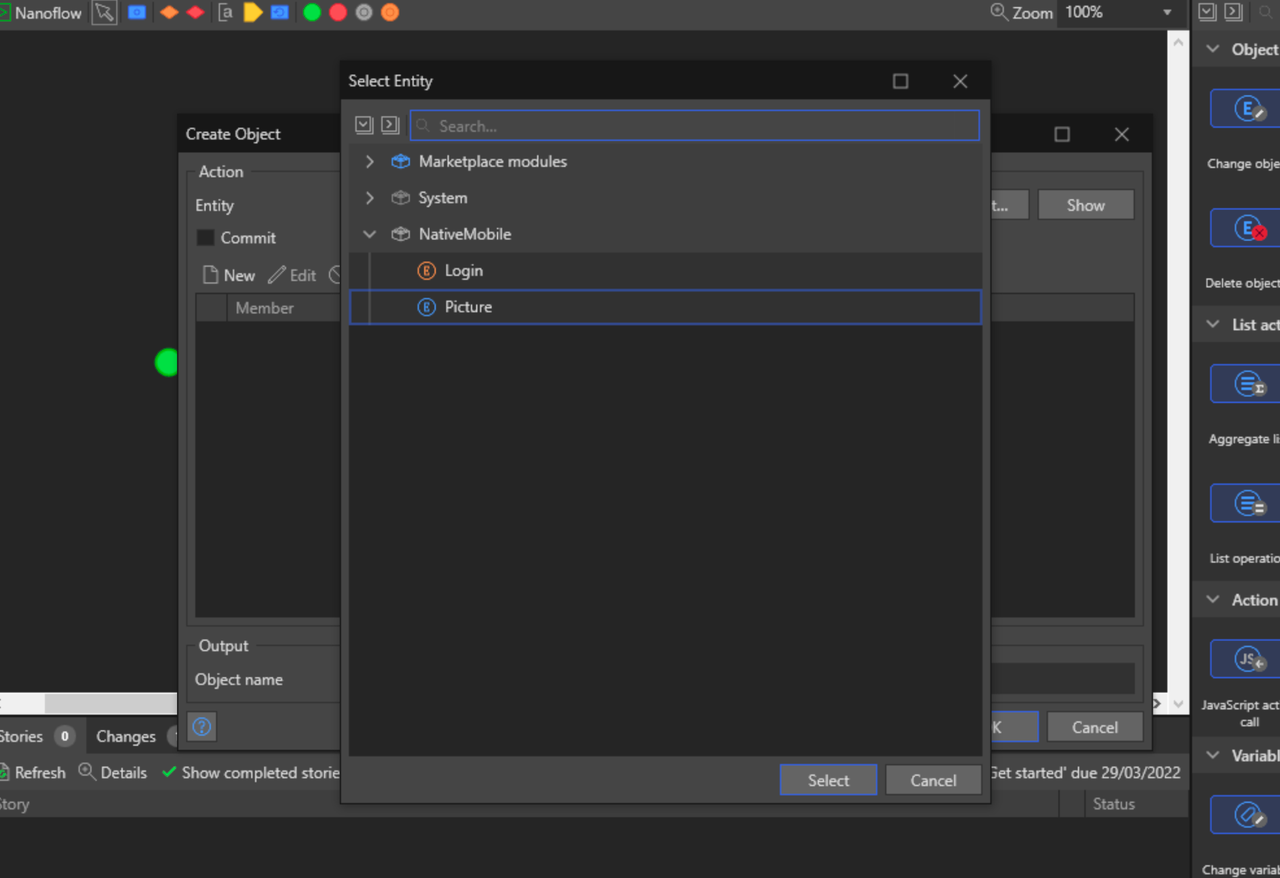 Nanoflow
Zoom 100%
Object
Select Entity
Search...
Create Object
Change obje
Action
Marketplace modules
Entity
System
t...
Show
Commit
NativeMobile
New Edit
Login
Delete object
Member
Picture
List act
Aggregate li
List operatio
Action
Output
Object name
JavaScript act
call
K
Cancel
Stories 0
Changes
Variabl
Refresh Details Show completed storie
Select
Cancel
Get started' due 29/03/2022
Story
Status
Change variab